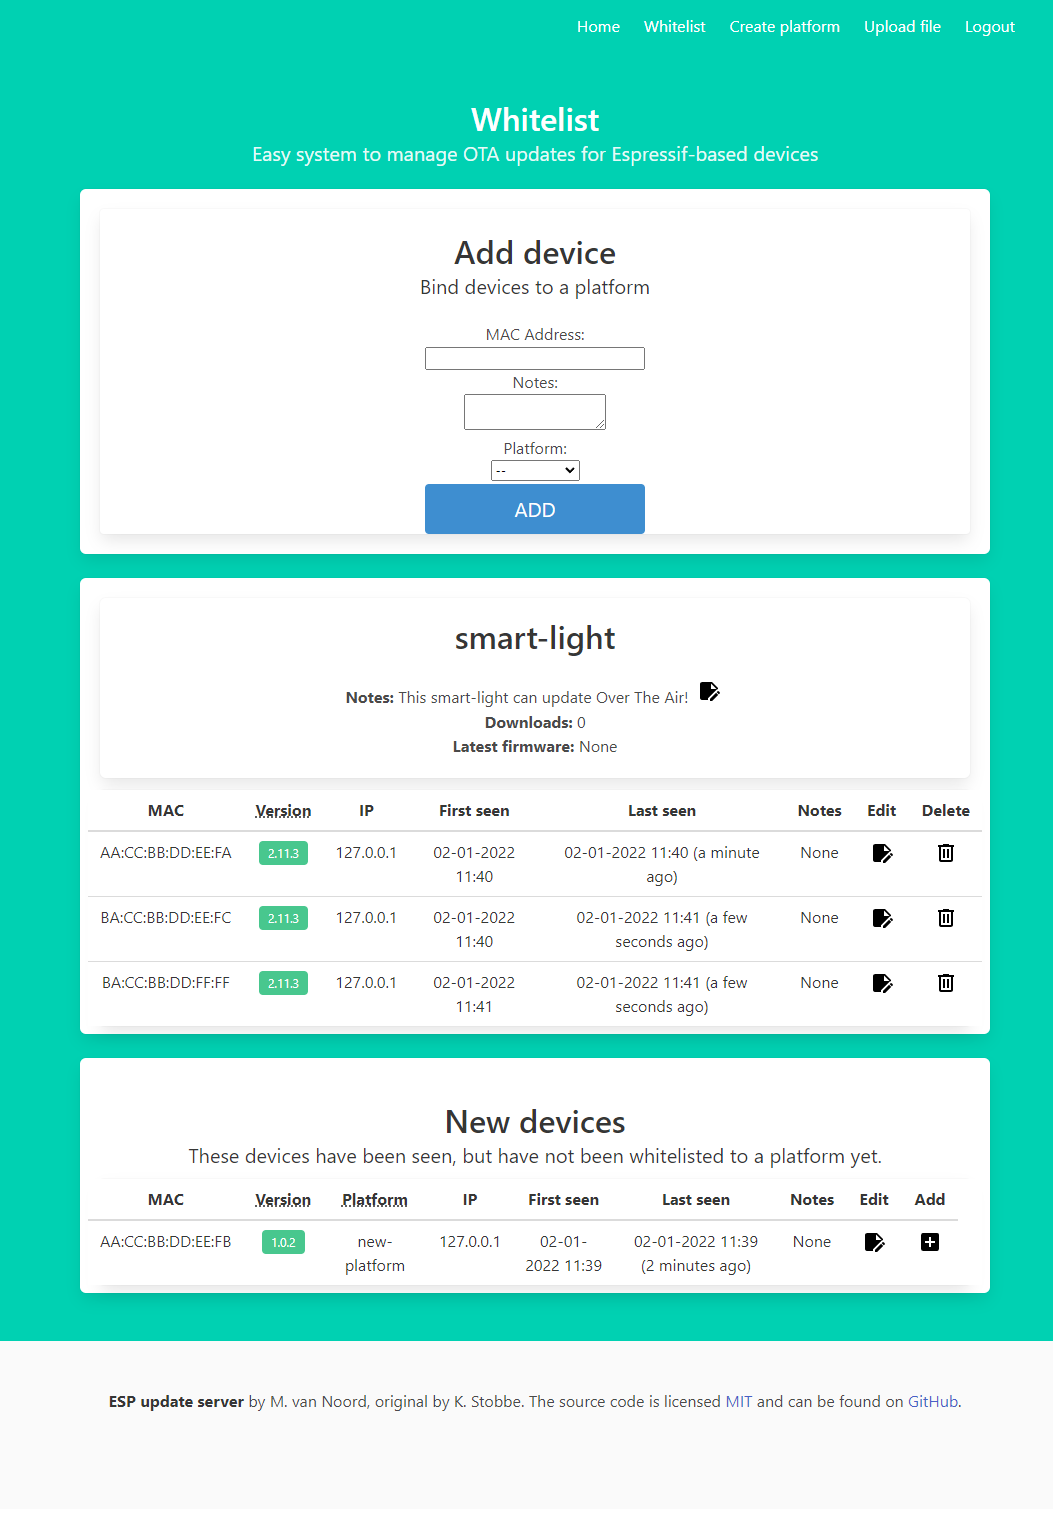 Home Whitelist Create platform Upload file Logout
Whitelist
Easy system to manage OTA updates for Espressif-based devices
Add device
Bind devices to a platform
MAC Address:
Notes:
Platform:
--
ADD
smart-light
Notes: This smart-light can update Over The Air!
Downloads: 0
Latest firmware: None
MAC Version IP First seen Last seen Notes Edit Delete
AA:CC:BB:DD:EE:FA 2.11.3 127.0.0.1 02-01-2022 02-01-2022 11:40 (a minute None
11:40 ago)
BA:CC:BB:DD:EE:FC 2.11.3 127.0.0.1 02-01-2022 02-01-2022 11:41 (a few None
11:40 seconds ago)
BA:CC:BB:DD:FF:FF 2.11.3 127.0.0.1 02-01-2022 02-01-2022 11:41 (a few None
11:41 seconds ago)
New devices
These devices have been seen, but have not been whitelisted to a platform yet.
MAC Version Platform IP First seen Last seen Notes Edit Add
AA:CC:BB:DD:EE:FB 1.0.2 new- 127.0.0.1 02-01- 02-01-2022 11:39 None
platform 2022 11:39 (2 minutes ago)
ESP update server by M. van Noord, original by K. Stobbe. The source code is licensed MIT and can be found on GitHub.